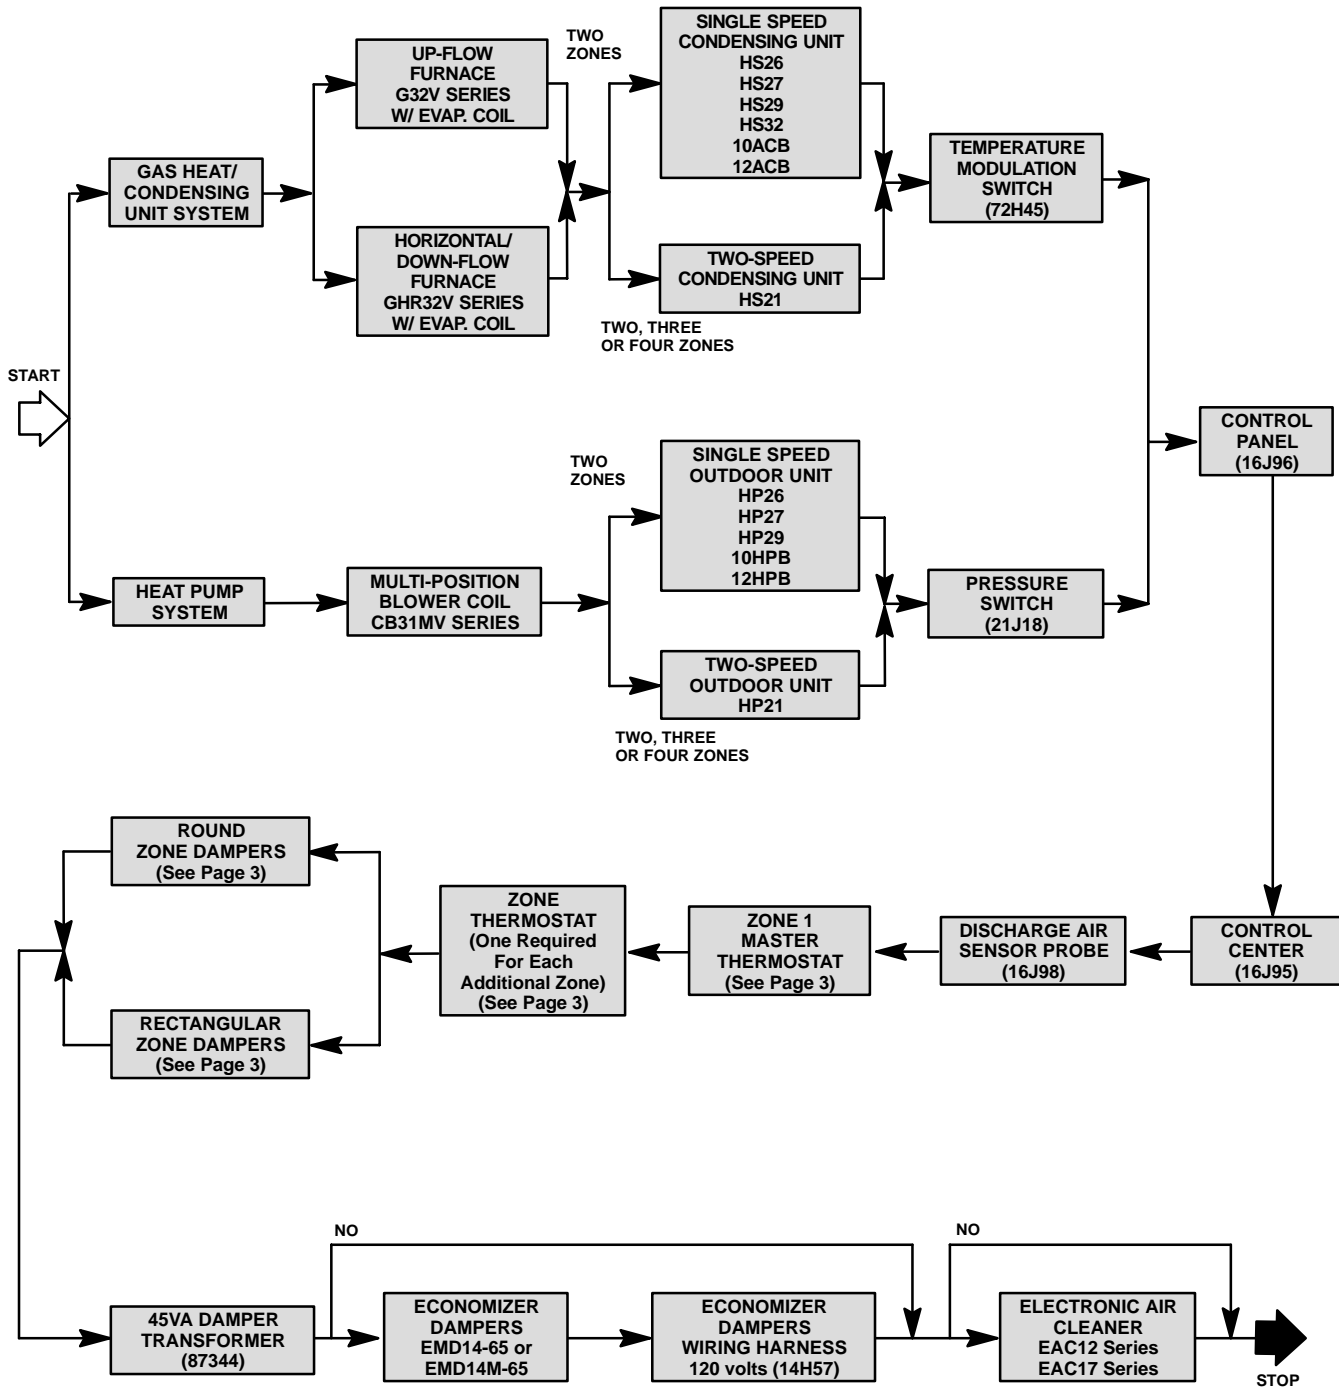 START
GAS HEAT/
CONDENSING
UNIT SYSTEM
UP-FLOW
FURNACE
G32V SERIES
W/ EVAP. COIL
HORIZONTAL/
DOWN-FLOW
FURNACE
GHR32V SERIES
W/ EVAP. COIL
TWO
ZONES
SINGLE SPEED
CONDENSING UNIT
HS26
HS27
HS29
HS32
10ACB
12ACB
TWO-SPEED
CONDENSING UNIT
HS21
TWO, THREE
OR FOUR ZONES
TEMPERATURE
MODULATION
SWITCH
(72H45)
HEAT PUMP
SYSTEM
MULTI-POSITION
BLOWER COIL
CB31MV SERIES
TWO
ZONES
SINGLE SPEED
OUTDOOR UNIT
HP26
HP27
HP29
10HPB
12HPB
TWO-SPEED
OUTDOOR UNIT
HP21
TWO, THREE
OR FOUR ZONES
PRESSURE
SWITCH
(21J18)
CONTROL
PANEL
(16J96)
CONTROL
CENTER
(16J95)
DISCHARGE AIR
SENSOR PROBE
(16J98)
ZONE 1
MASTER
THERMOSTAT
(See Page 3)
ZONE
THERMOSTAT
(One Required
For Each
Additional Zone)
(See Page 3)
ROUND
ZONE DAMPERS
(See Page 3)
RECTANGULAR
ZONE DAMPERS
(See Page 3)
45VA DAMPER
TRANSFORMER
(87344)
NO
ECONOMIZER
DAMPERS
EMD14-65 or
EMD14M-65
ECONOMIZER
DAMPERS
WIRING HARNESS
120 volts (14H57)
NO
ELECTRONIC AIR
CLEANER
EAC12 Series
EAC17 Series
STOP